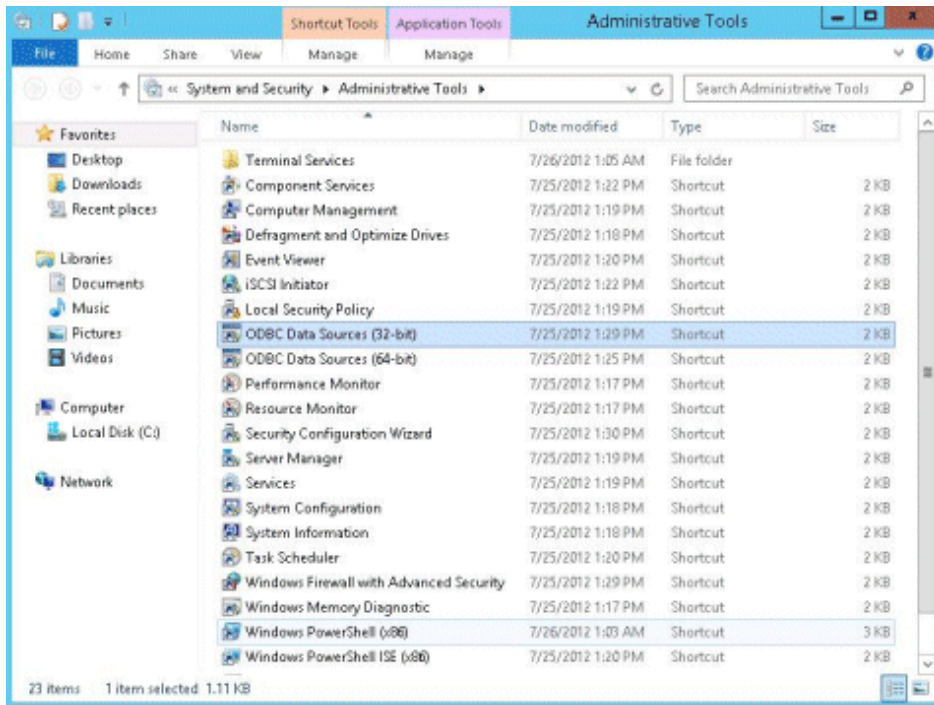 Shortcut Tools Application Tools Administrative Tools
File Home Share View Manage Manage
« System and Security Administrative Tools Search Administrative Tools
Name Date modified Type Size
Favorites
Desktop
Downloads
Recent places
Libraries
Documents
Music
Pictures
Videos
Computer
Local Disk (C:)
Network
Terminal Services 7/26/2012 1:05 AM File folder
Component Services 7/25/2012 1:22 PM Shortcut 2 KB
Computer Management 7/25/2012 1:19 PM Shortcut 2 KB
Defragment and Optimize Drives 7/25/2012 1:18 PM Shortcut 2 KB
Event Viewer 7/25/2012 1:20 PM Shortcut 2 KB
iSCSI Initiator 7/25/2012 1:22 PM Shortcut 2 KB
Local Security Policy 7/25/2012 1:19 PM Shortcut 2 KB
ODBC Data Sources (32-bit) 7/25/2012 1:29 PM Shortcut 2 KB
ODBC Data Sources (64-bit) 7/25/2012 1:25 PM Shortcut 2 KB
Performance Monitor 7/25/2012 1:17 PM Shortcut 2 KB
Resource Monitor 7/25/2012 1:17 PM Shortcut 2 KB
Security Configuration Wizard 7/25/2012 1:30 PM Shortcut 2 KB
Server Manager 7/25/2012 1:19 PM Shortcut 2 KB
Services 7/25/2012 1:19 PM Shortcut 2 KB
System Configuration 7/25/2012 1:18 PM Shortcut 2 KB
System Information 7/25/2012 1:18 PM Shortcut 2 KB
Task Scheduler 7/25/2012 1:20 PM Shortcut 2 KB
Windows Firewall with Advanced Security 7/25/2012 1:29 PM Shortcut 2 KB
Windows Memory Diagnostic 7/25/2012 1:17 PM Shortcut 2 KB
Windows PowerShell (x86) 7/26/2012 1:03 AM Shortcut 3 KB
Windows PowerShell ISE (x86) 7/25/2012 1:20 PM Shortcut 2 KB
23 items 1 item selected 1.11 KB